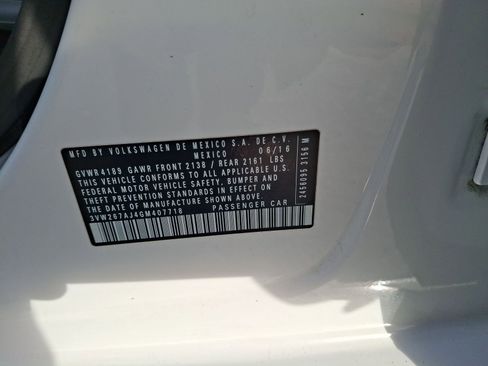 MFD BY VOLKSWAGEN DE MEXICO S.A. DE C.V.
MEXICO 06/16
GVWR 4189 GAWR FRONT 2138 / REAR 2161 LBS
THIS VEHICLE CONFORMS TO ALL APPLICABLE U.S.
FEDERAL MOTOR VEHICLE SAFETY, BUMPER AND
THEFT PREVENTION STANDARDS IN EFFECT ON
THE DATE OF MANUFACTURE SHOWN ABOVE.
3VW267AJ4GM407718 PASSENGER CAR
2456095 3156 M